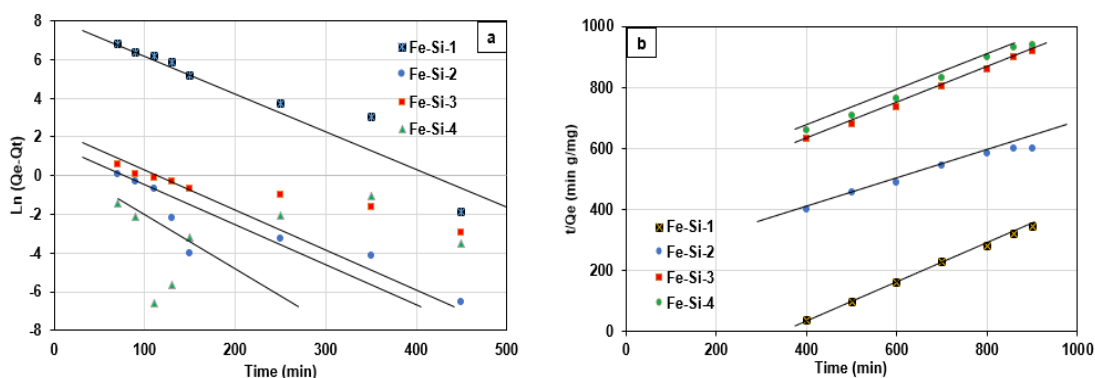 8
6
4
2
0
-2
-4
-6
-8
Ln (Qe-Qt)
0
100
200
300
400
500
Time (min)
a
Fe-Si-1
Fe-Si-2
Fe-Si-3
Fe-Si-4
1000
800
600
400
200
0
t/Qe (min g/mg)
0
200
400
600
800
1000
Time (min)
b
Fe-Si-1
Fe-Si-2
Fe-Si-3
Fe-Si-4